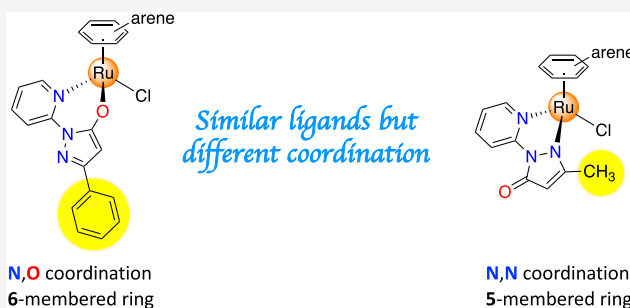 arene
Ru
Cl
N
O
N
N
arene
Ru
Cl
N
N
N
O
CH3
Similar ligands but
different coordination
N,O coordination
6-membered ring
N,N coordination
5-membered ring